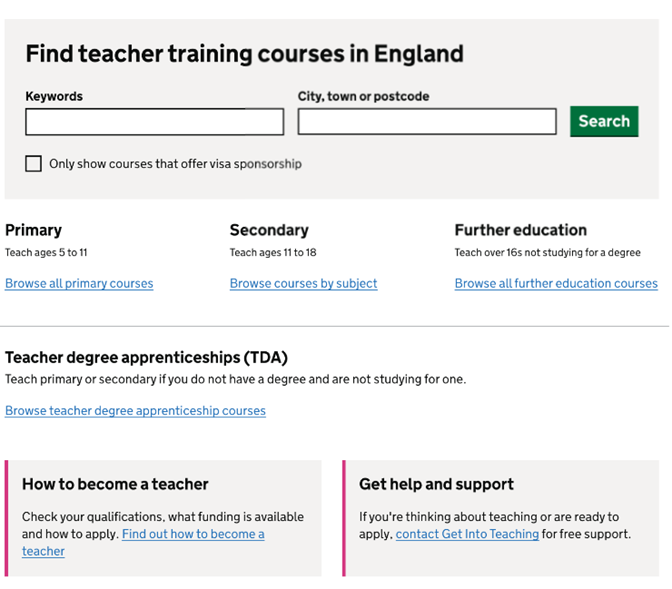 Find teacher training courses in England
Keywords
City, town or postcode
Search
Only show courses that offer visa sponsorship
Primary
Teach ages 5 to 11
Browse all primary courses
Secondary
Teach ages 11 to 18
Browse courses by subject
Further education
Teach over 16s not studying for a degree
Browse all further education courses
Teacher degree apprenticeships (TDA)
Teach primary or secondary if you do not have a degree and are not studying for one.
Browse teacher degree apprenticeship courses
How to become a teacher
Check your qualifications, what funding is available
and how to apply. Find out how to become a
teacher
Get help and support
If you're thinking about teaching or are ready to
apply, contact Get Into Teaching for free support.